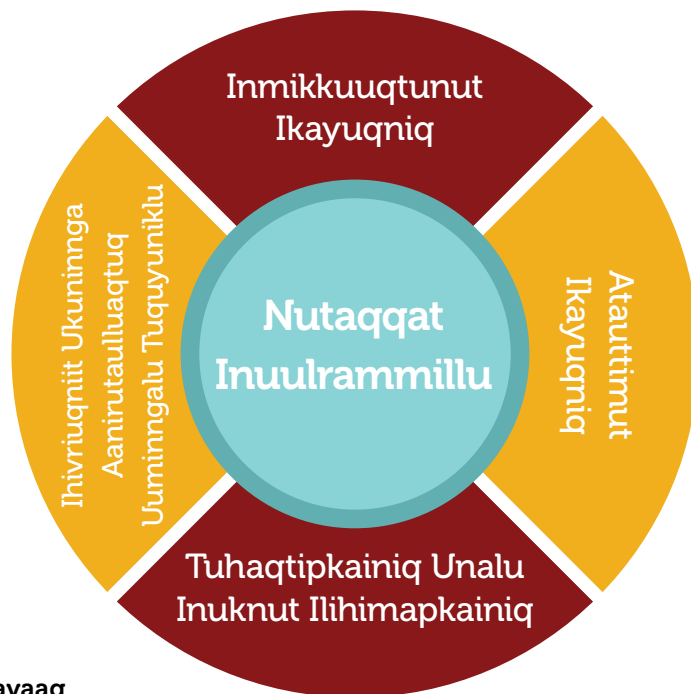 Inmikkuuqtunut
Ikayuqniq
Atauttimut
Ikayuqniq
Nutaqqat
Inuulrammillu
Ihivriuqniit Ukuninnga
Aanirutaulluaqtuq
Uuminngalu Tuquyuniklu
Tuhaqtipkainiq Unalu
Inuknut Ilihimapkainiq